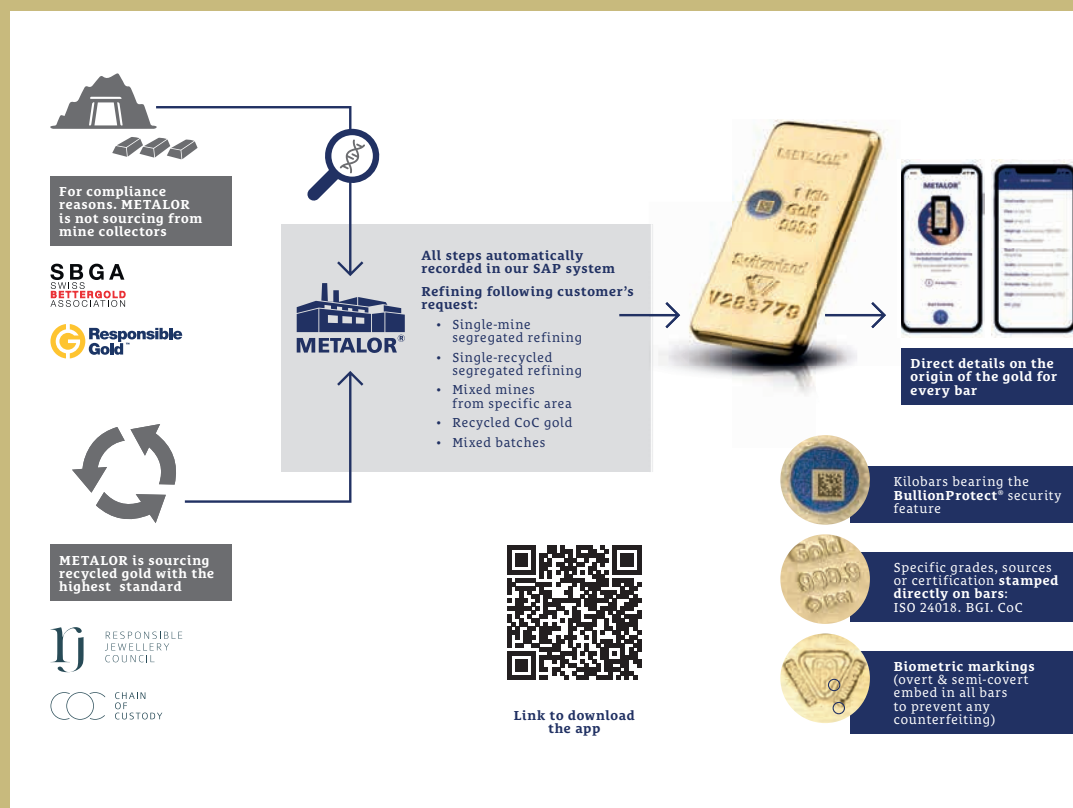 For compliance
reasons. METALOR
is not sourcing from
mine collectors
SBGA
SWISS
BETTERGOLD
ASSOCIATION
Responsible
Gold™
METALOR is sourcing
recycled gold with the
highest standard
rj
RESPONSIBLE
JEWELLERY
COUNCIL
COC
CHAIN
OF
CUSTODY
METALOR®
All steps automatically
recorded in our SAP system
Refining following customer's
request:
• Single-mine
segregated refining
• Single-recycled
segregated refining
• Mixed mines
from specific area
• Recycled CoC gold
• Mixed batches
METALOR®
1 Kilo
Gold
999.9
Switzerland
V283779
METALOR®
Direct details on the
origin of the gold for
every bar
Kilobars bearing the
BullionProtect® security
feature
Gold
999.9
BGI
Specific grades, sources
or certification stamped
directly on bars:
ISO 24018. BGI. CoC
Biometric markings
(overt & semi-covert
embed in all bars
to prevent any
counterfeiting)
Link to download
the app